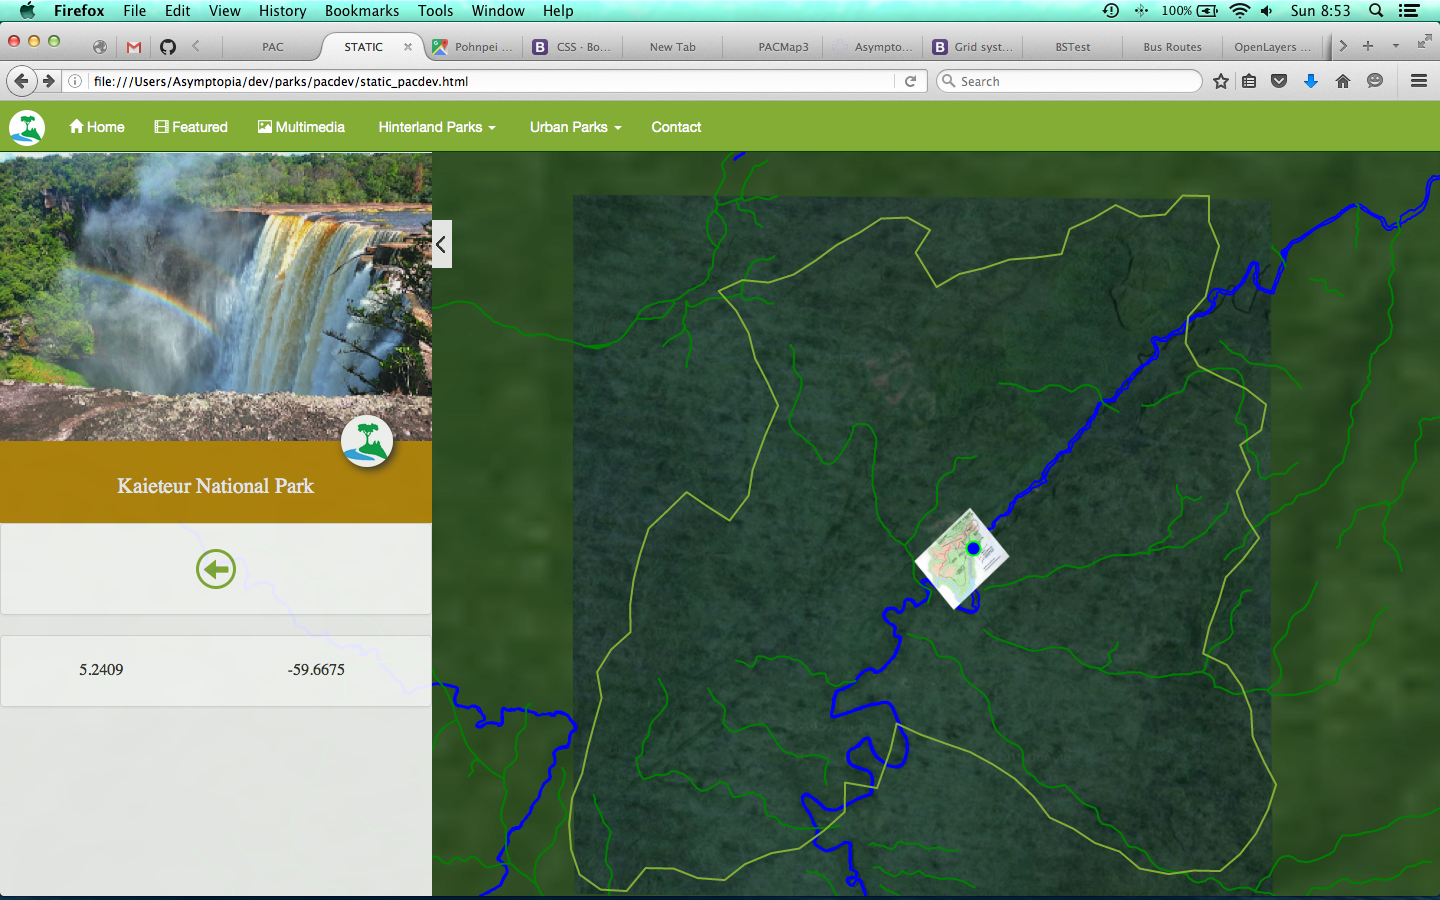 Firefox File Edit View History Bookmarks Tools Window Help 100% Sun 8:53
PAC STATIC Pohnpei ... CSS · Bo... New Tab PACMap3 Asympto... Grid syst... BSTest Bus Routes OpenLayers ...
file:///Users/Asymptopia/dev/parks/pacdev/static_pacdev.html Search
Home Featured Multimedia Hinterland Parks Urban Parks Contact
Kaieteur National Park
5.2409 -59.6675